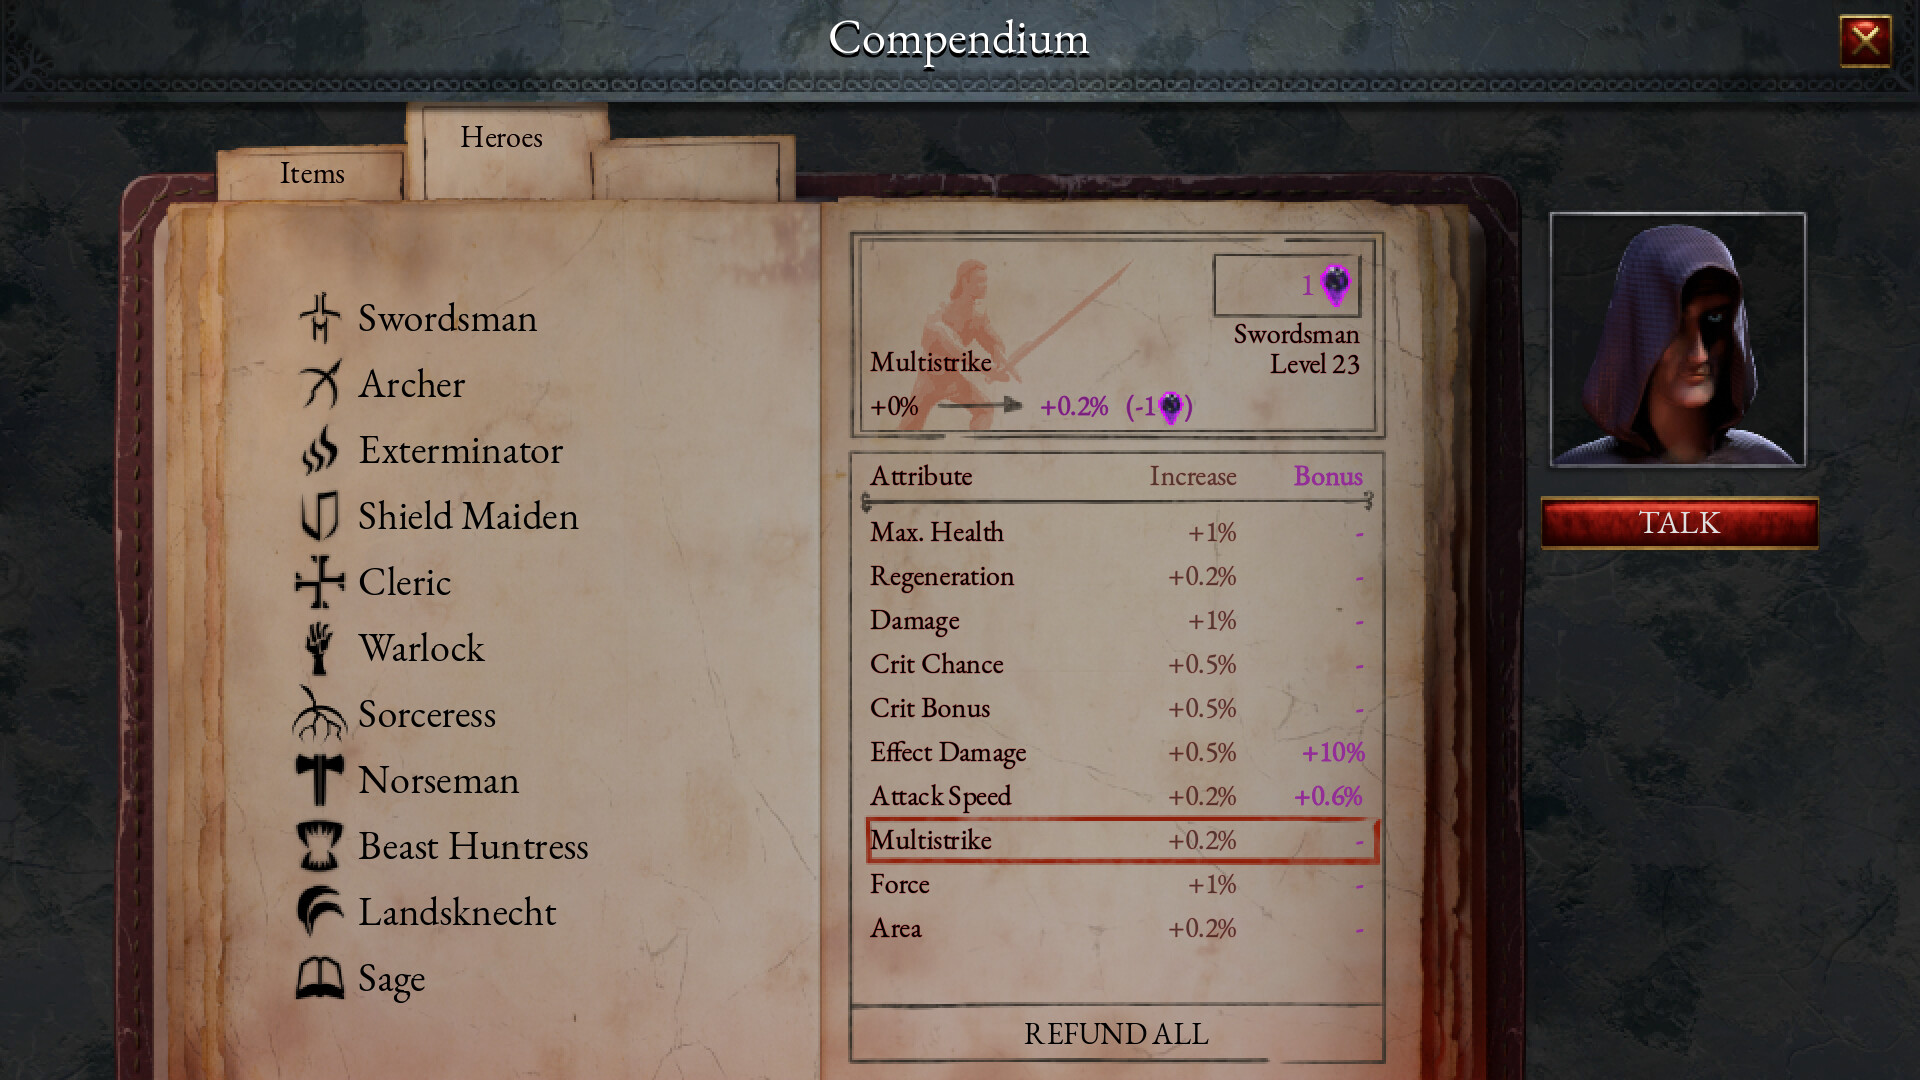 Compendium
Items
Heroes
Swordsman
Archer
Exterminator
Shield Maiden
Cleric
Warlock
Sorceress
Norseman
Beast Huntress
Landsknecht
Sage
1
Swordsman
Level 23
Multistrike
+0% +0.2% (-1)
Attribute Increase Bonus
Max. Health +1% -
Regeneration +0.2% -
Damage +1% -
Crit Chance +0.5% -
Crit Bonus +0.5% -
Effect Damage +0.5% +10%
Attack Speed +0.2% +0.6%
Multistrike +0.2% -
Force +1% -
Area +0.2% -
REFUND ALL
TALK